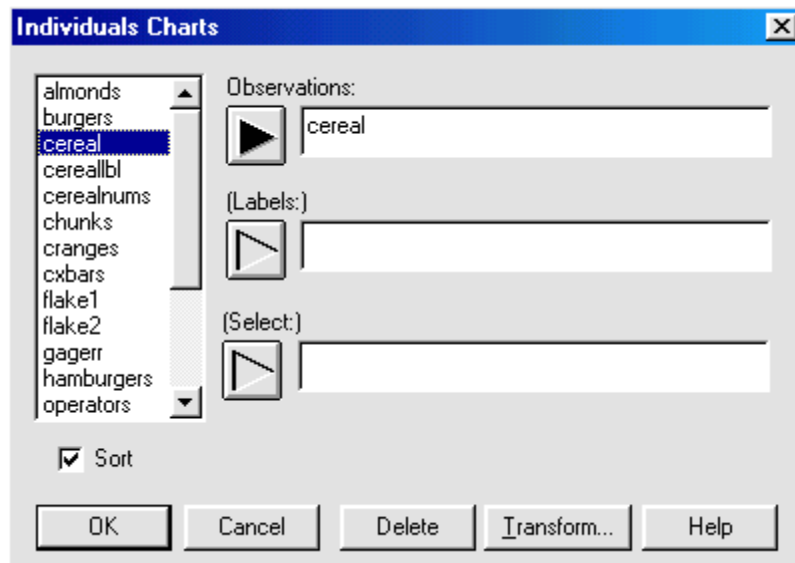 Individuals Charts
almonds
burgers
cereal
cereallbl
cerealnums
chunks
cranges
cxbars
flake1
flake2
gagerr
hamburgers
operators
Observations:
cereal
(Labels:)
(Select:)
Sort
OK
Cancel
Delete
Transform...
Help